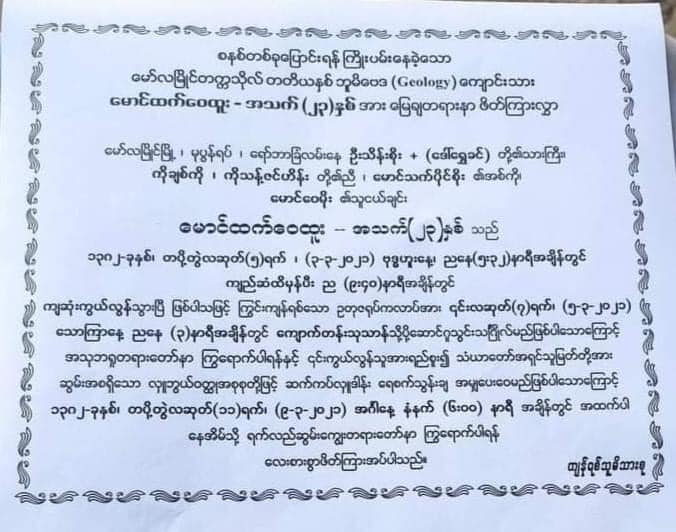 စနစ်တစ်ခုပြောင်းရန် ကြိုးပမ်းနေခဲ့သော
မော်လမြိုင်တက္ကသိုလ် တတိယနှစ် ဘူမိဗေဒ (Geology) ကျောင်းသား
မောင်ထက်ဝေထူး – အသက် (၂၃)နှစ် အား မြေချတရားနာ ဖိတ်ကြားလွှာ
မော်လမြိုင်မြို့ ၊ မုပွန်ရပ် ၊ ရော်ဘာခြံလမ်းနေ ဦးသိန်းစိုး + (ဒေါ်ရွှေခင်) တို့၏သားကြီး၊
ကိုချစ်ကို ၊ ကိုသန့်ဇင်ဟိန်း တို့၏ညီ ၊ မောင်သက်ပိုင်စိုး ၏အစ်ကို၊
မောင်ဝေမိုး ၏သူငယ်ချင်း
မောင်ထက်ဝေထူး – အသက်(၂၃)နှစ် သည်
၁၃၈၂-ခုနှစ်၊ တပို့တွဲလဆုတ်(၅)ရက် ၊ (၃-၃-၂၀၂၁) ဗုဒ္ဓဟူးနေ့၊ ညနေ(၅း၃၂)နာရီအချိန်တွင်
ကျည်ဆံထိမှန်ပြီး ည (၉း၄၀)နာရီအချိန်တွင်
ကျဆုံးကွယ်လွန်သွားပြီ ဖြစ်ပါသဖြင့် ကြွင်းကျန်ရစ်သော ဥတုဇရုပ်ကလာပ်အား ၎င်းလဆုတ်(၇)ရက်၊ (၅-၃-၂၀၂၁)
သောကြာနေ့ ညနေ (၃)နာရီအချိန်တွင် ကျောက်တန်းသုသာန်သို့ပို့ဆောင်ဂူသွင်းသင်္ဂြိုလ်မည်ဖြစ်ပါသောကြောင့်
အသုဘရှုတရားတော်နာ ကြွရောက်ပါရန်နှင့် ၎င်းကွယ်လွန်သူအားရည်စူး၍ သံဃာတော်အရှင်သူမြတ်တို့အား
ဆွမ်းအစရှိသော လှူဘွယ်ဝတ္ထုအစုစုတို့ဖြင့် ဆက်ကပ်လှူဒါန်း ရေစက်သွန်းချ အမျှပေးဝေမည်ဖြစ်ပါသောကြောင့်
၁၃၈၂-ခုနှစ်၊ တပို့တွဲလဆုတ်(၁၁)ရက်၊ (၉-၃-၂၀၂၁) အင်္ဂါနေ့ နံနက် (၆း၀၀) နာရီ အချိန်တွင် အထက်ပါ
နေအိမ်သို့ ရက်လည်ဆွမ်းကျွေးတရားတော်နာ ကြွရောက်ပါရန်
လေးစားစွာဖိတ်ကြားအပ်ပါသည်။
ကျန်ရစ်သူမိသားစု